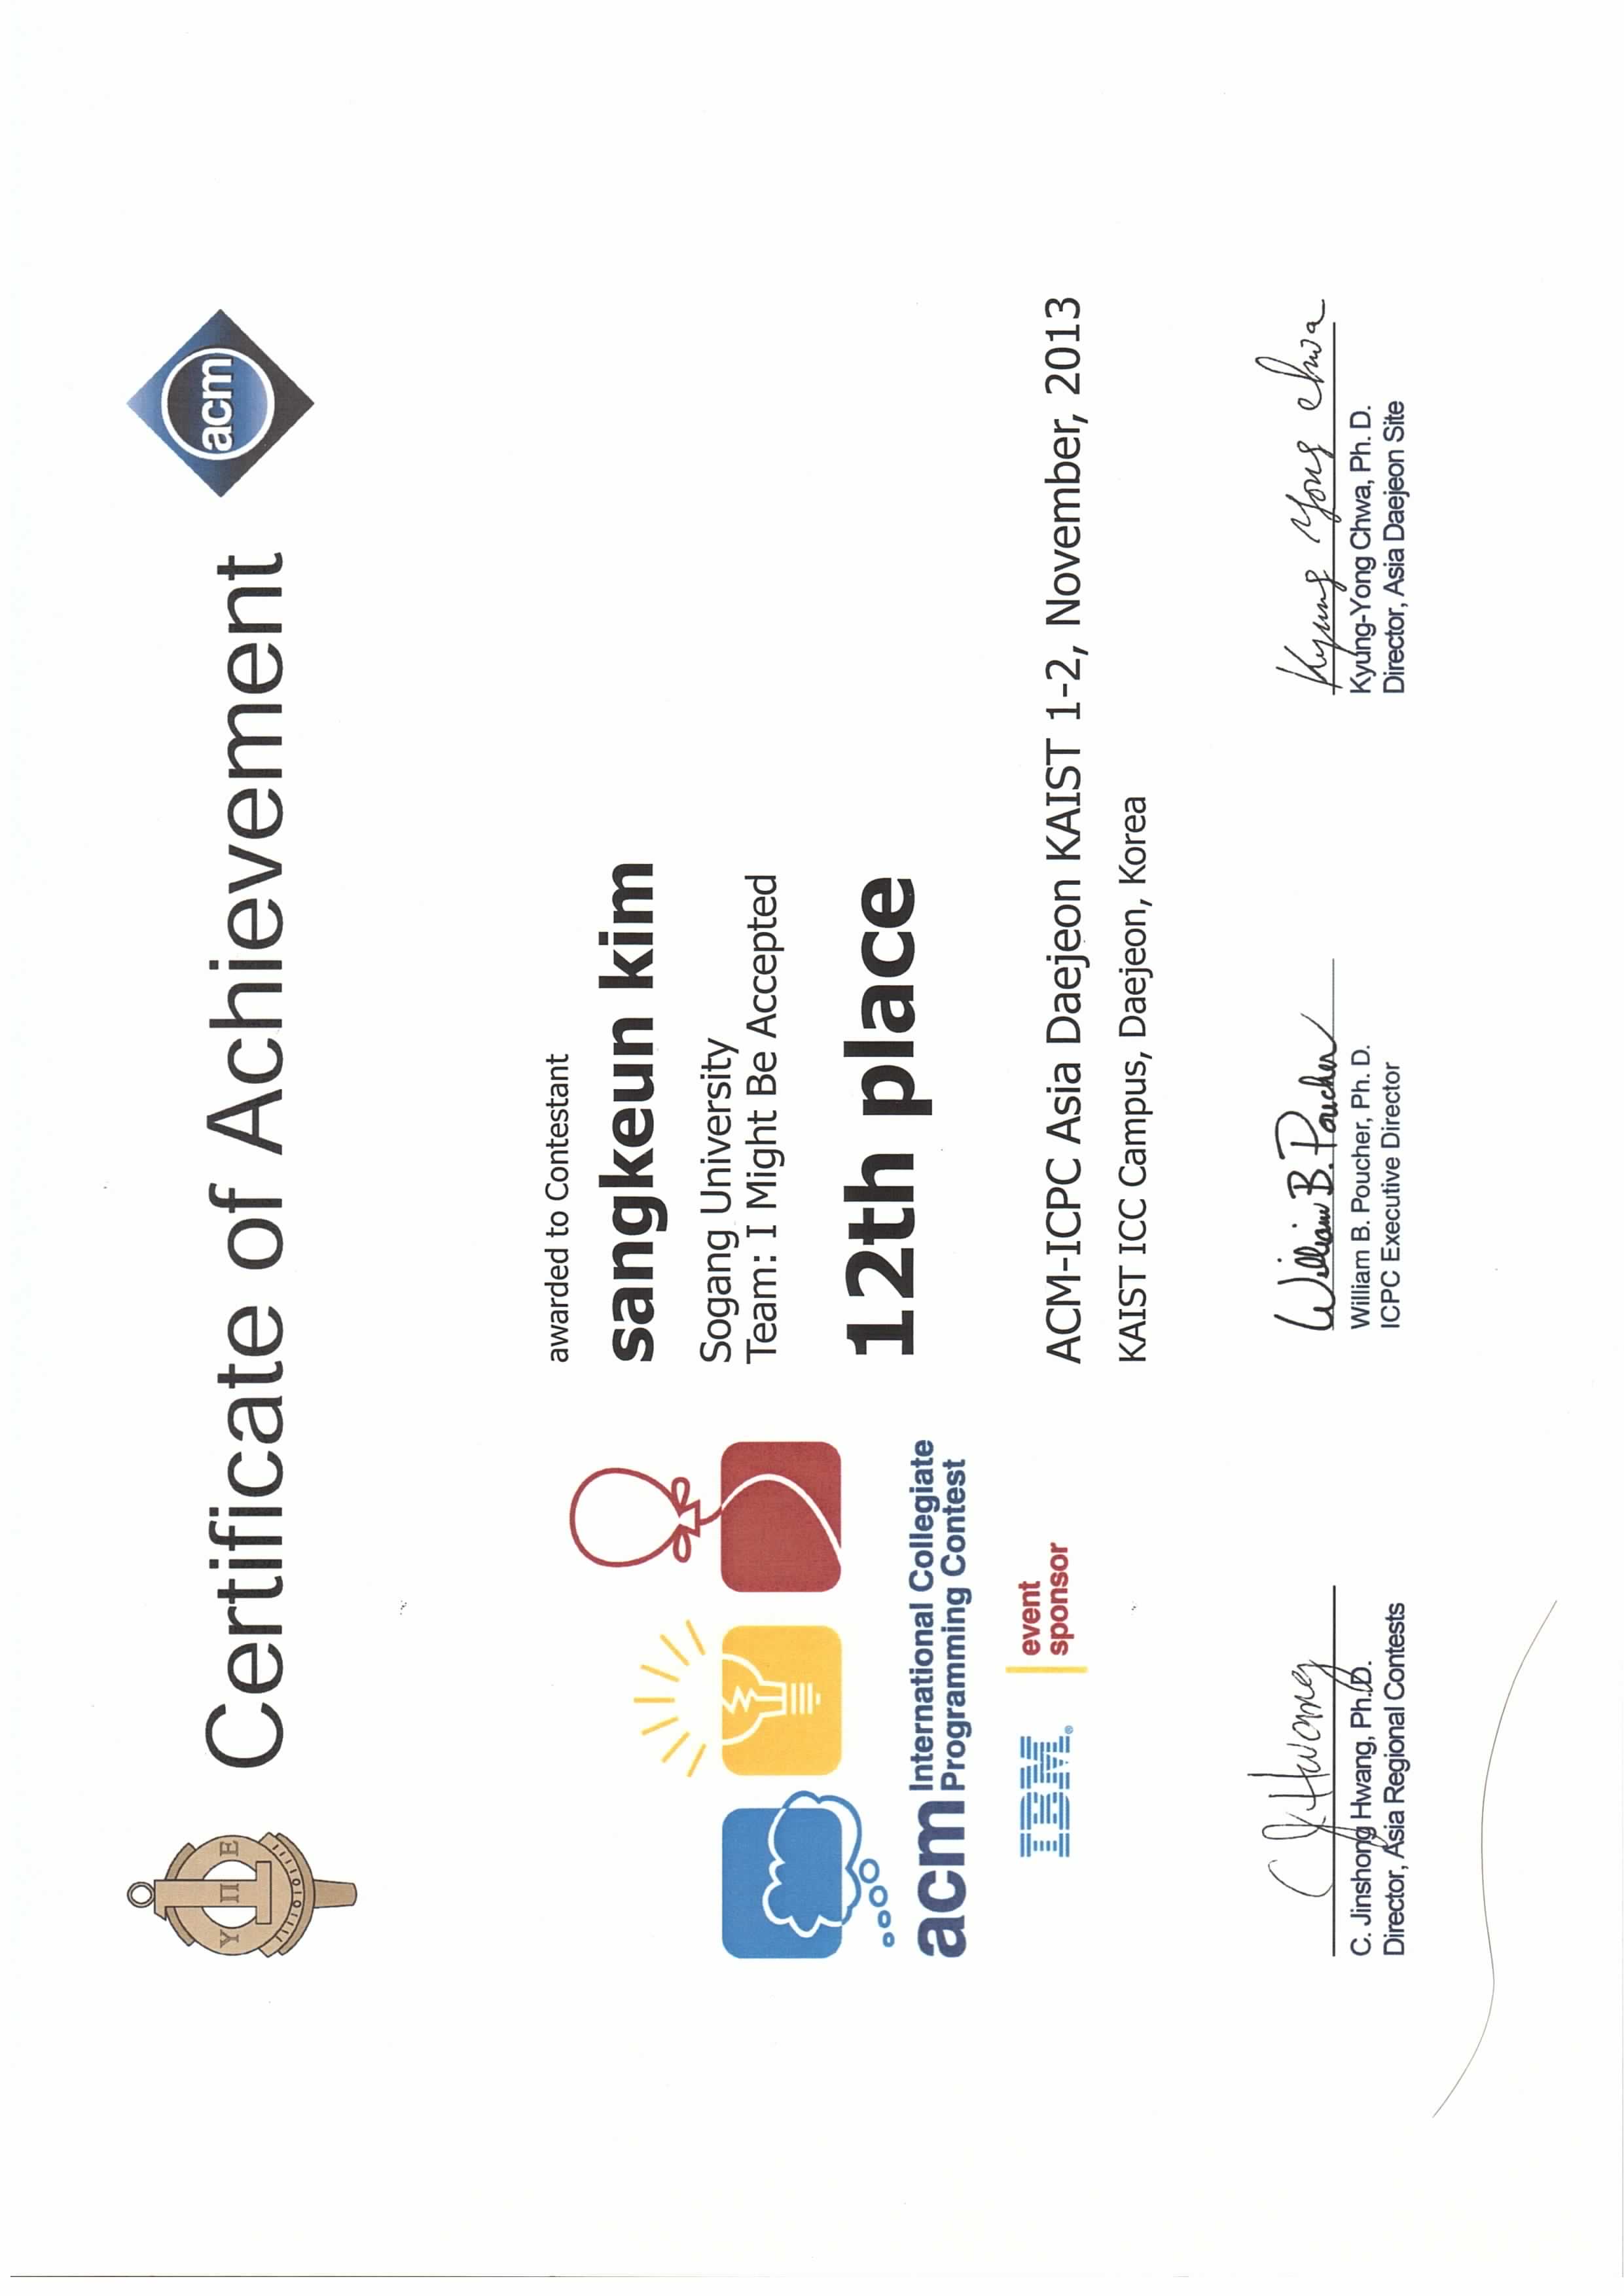 Certificate of Achievement
acm
Υ Π Ε
awarded to Contestant
sangkeun kim
Sogang University
Team: I Might Be Accepted
12th place
acm International Collegiate
Programming Contest
IBM® event
sponsor
ACM-ICPC Asia Daejeon KAIST 1-2, November, 2013
KAIST ICC Campus, Daejeon, Korea
C J Hwang
C. Jinshong Hwang, Ph.D.
Director, Asia Regional Contests
William B. Poucher
William B. Poucher, Ph. D.
ICPC Executive Director
Kyung Yong Chwa
Kyung-Yong Chwa, Ph. D.
Director, Asia Daejeon Site